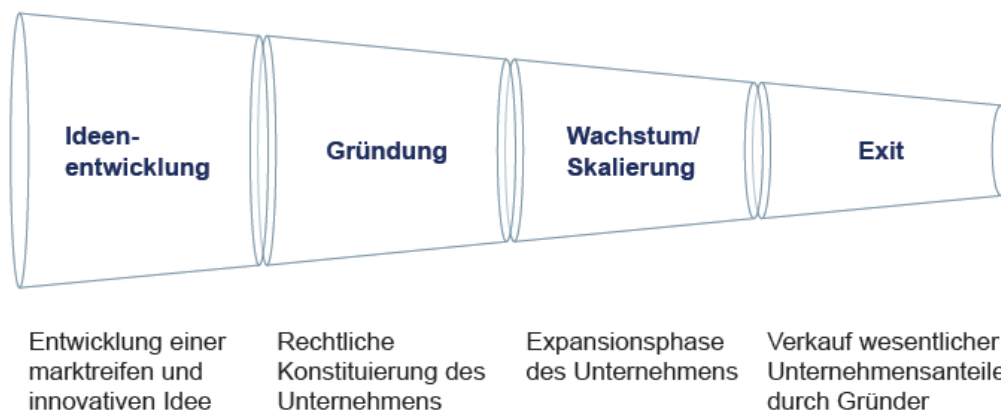 Ideen-
entwicklung
Gründung
Wachstum/
Skalierung
Exit
Entwicklung einer
marktreifen und
innovativen Idee
Rechtliche
Konstituierung des
Unternehmens
Expansionsphase
des Unternehmens
Verkauf wesentlicher
Unternehmensanteile
durch Gründer